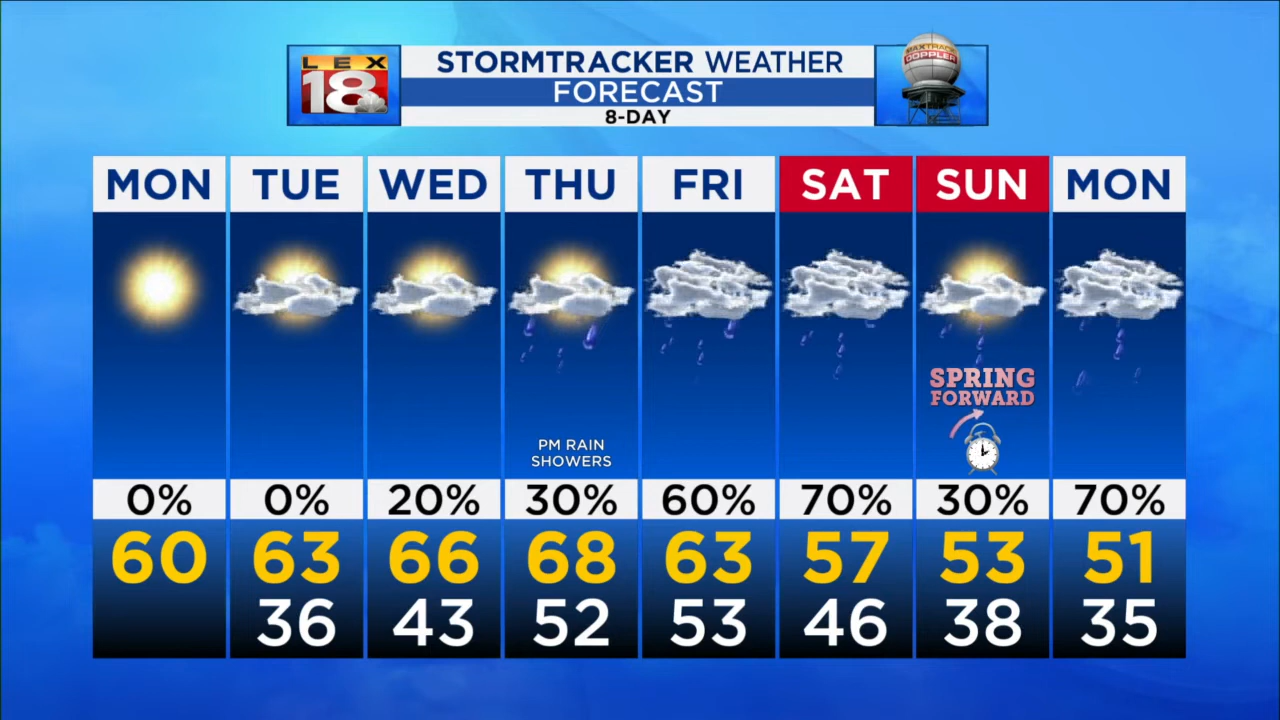 LEX
18
STORMTRACKER WEATHER
FORECAST
8-DAY
MAXTRACK
DOPPLER
MON TUE WED THU FRI SAT SUN MON
SPRING
FORWARD
PM RAIN
SHOWERS
0% 0% 20% 30% 60% 70% 30% 70%
60 63 66 68 63 57 53 51
36 43 52 53 46 38 35